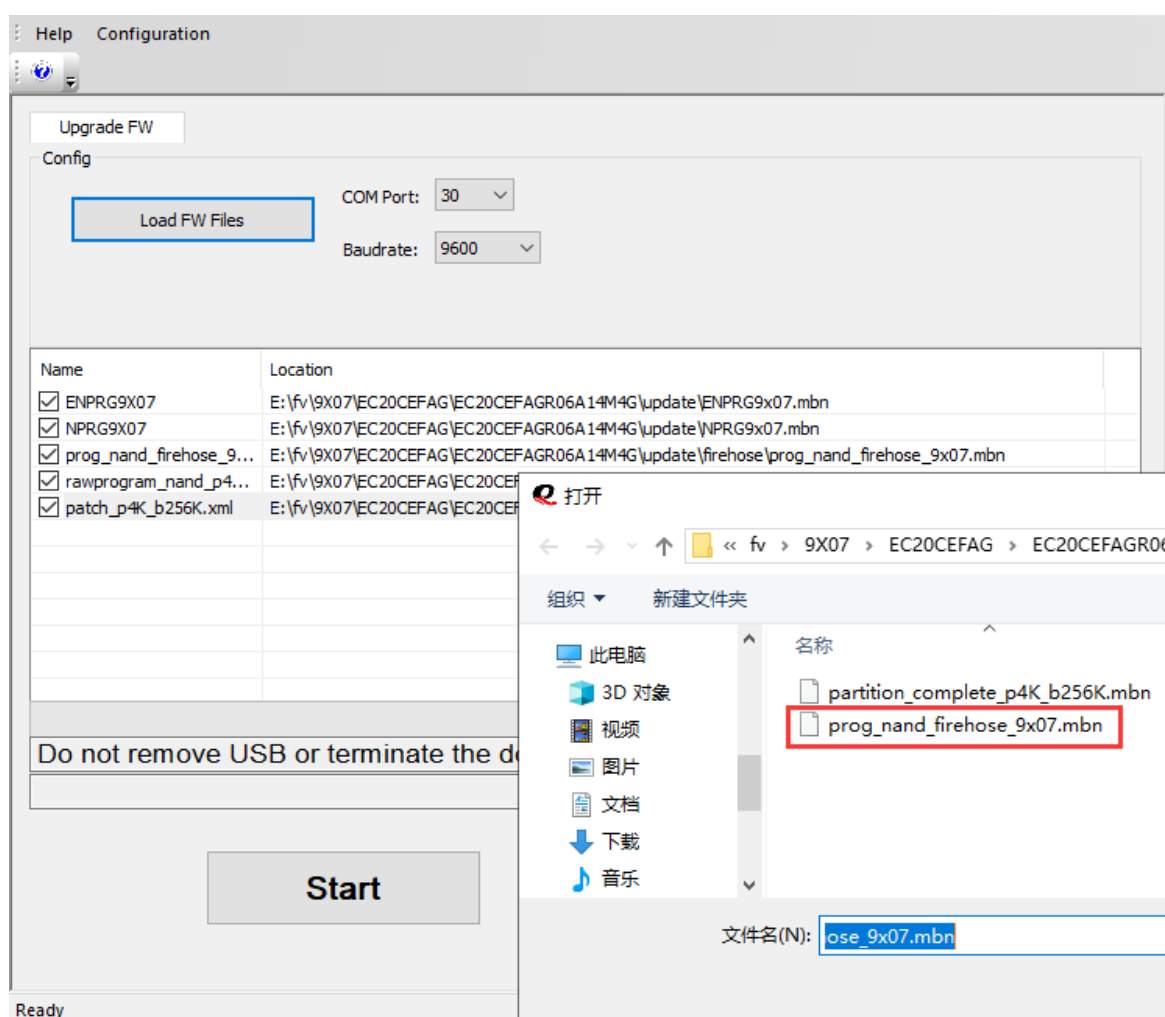 Help Configuration
Upgrade FW
Config
Load FW Files
COM Port: 30
Baudrate: 9600
Name Location
ENPRG9X07 E:\fv\9X07\EC20CEFAG\EC20CEFAGR06A14M4G\update\ENPRG9x07.mbn
NPRG9X07 E:\fv\9X07\EC20CEFAG\EC20CEFAGR06A14M4G\update\NPRG9x07.mbn
prog_nand_firehose_9... E:\fv\9X07\EC20CEFAG\EC20CEFAGR06A14M4G\update\firehose\prog_nand_firehose_9x07.mbn
rawprogram_nand_p4... E:\fv\9X07\EC20CEFAG\EC20CEF
patch_p4K_b256K.xml E:\fv\9X07\EC20CEFAG\EC20CEF
Do not remove USB or terminate the do
Start
Ready
打开
« fv > 9X07 > EC20CEFAG > EC20CEFAGR06
组织 新建文件夹
此电脑
3D 对象
视频
图片
文档
下载
音乐
名称
partition_complete_p4K_b256K.mbn
prog_nand_firehose_9x07.mbn
文件名(N): ose_9x07.mbn